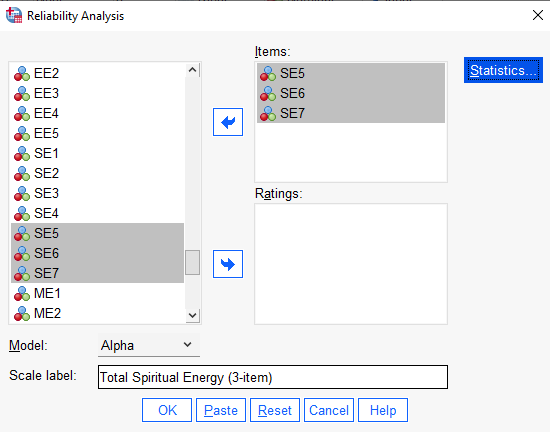 Reliability Analysis
Items:
EE2
EE3
EE4
EE5
SE1
SE2
SE3
SE4
SE5
SE6
SE7
ME1
ME2
SE5
SE6
SE7
Statistics...
Ratings:
Model:
Alpha
Scale label:
Total Spiritual Energy (3-item)
OK
Paste
Reset
Cancel
Help